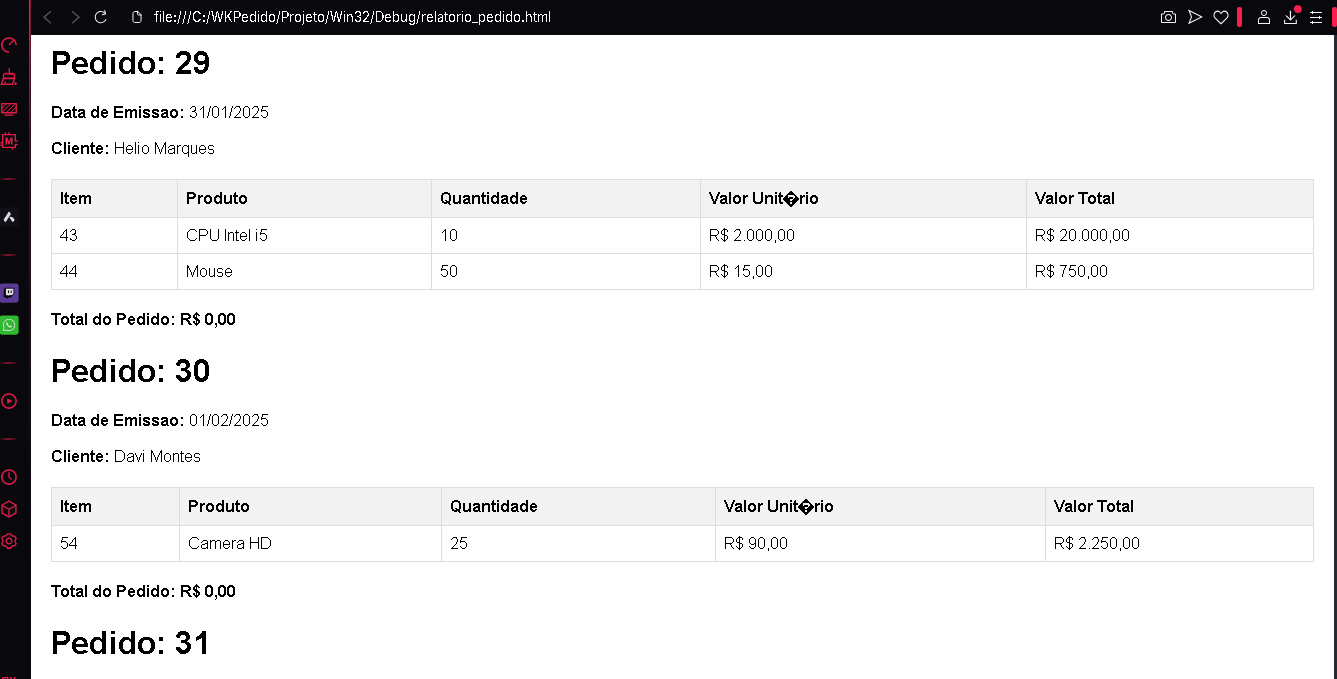 file:///C:/WKPedido/Projeto/Win32/Debug/relatorio_pedido.html
Pedido: 29
Data de Emissao: 31/01/2025
Cliente: Helio Marques
Item Produto Quantidade Valor Unit�rio Valor Total
43 CPU Intel i5 10 R$ 2.000,00 R$ 20.000,00
44 Mouse 50 R$ 15,00 R$ 750,00
Total do Pedido: R$ 0,00
Pedido: 30
Data de Emissao: 01/02/2025
Cliente: Davi Montes
Item Produto Quantidade Valor Unit�rio Valor Total
54 Camera HD 25 R$ 90,00 R$ 2.250,00
Total do Pedido: R$ 0,00
Pedido: 31